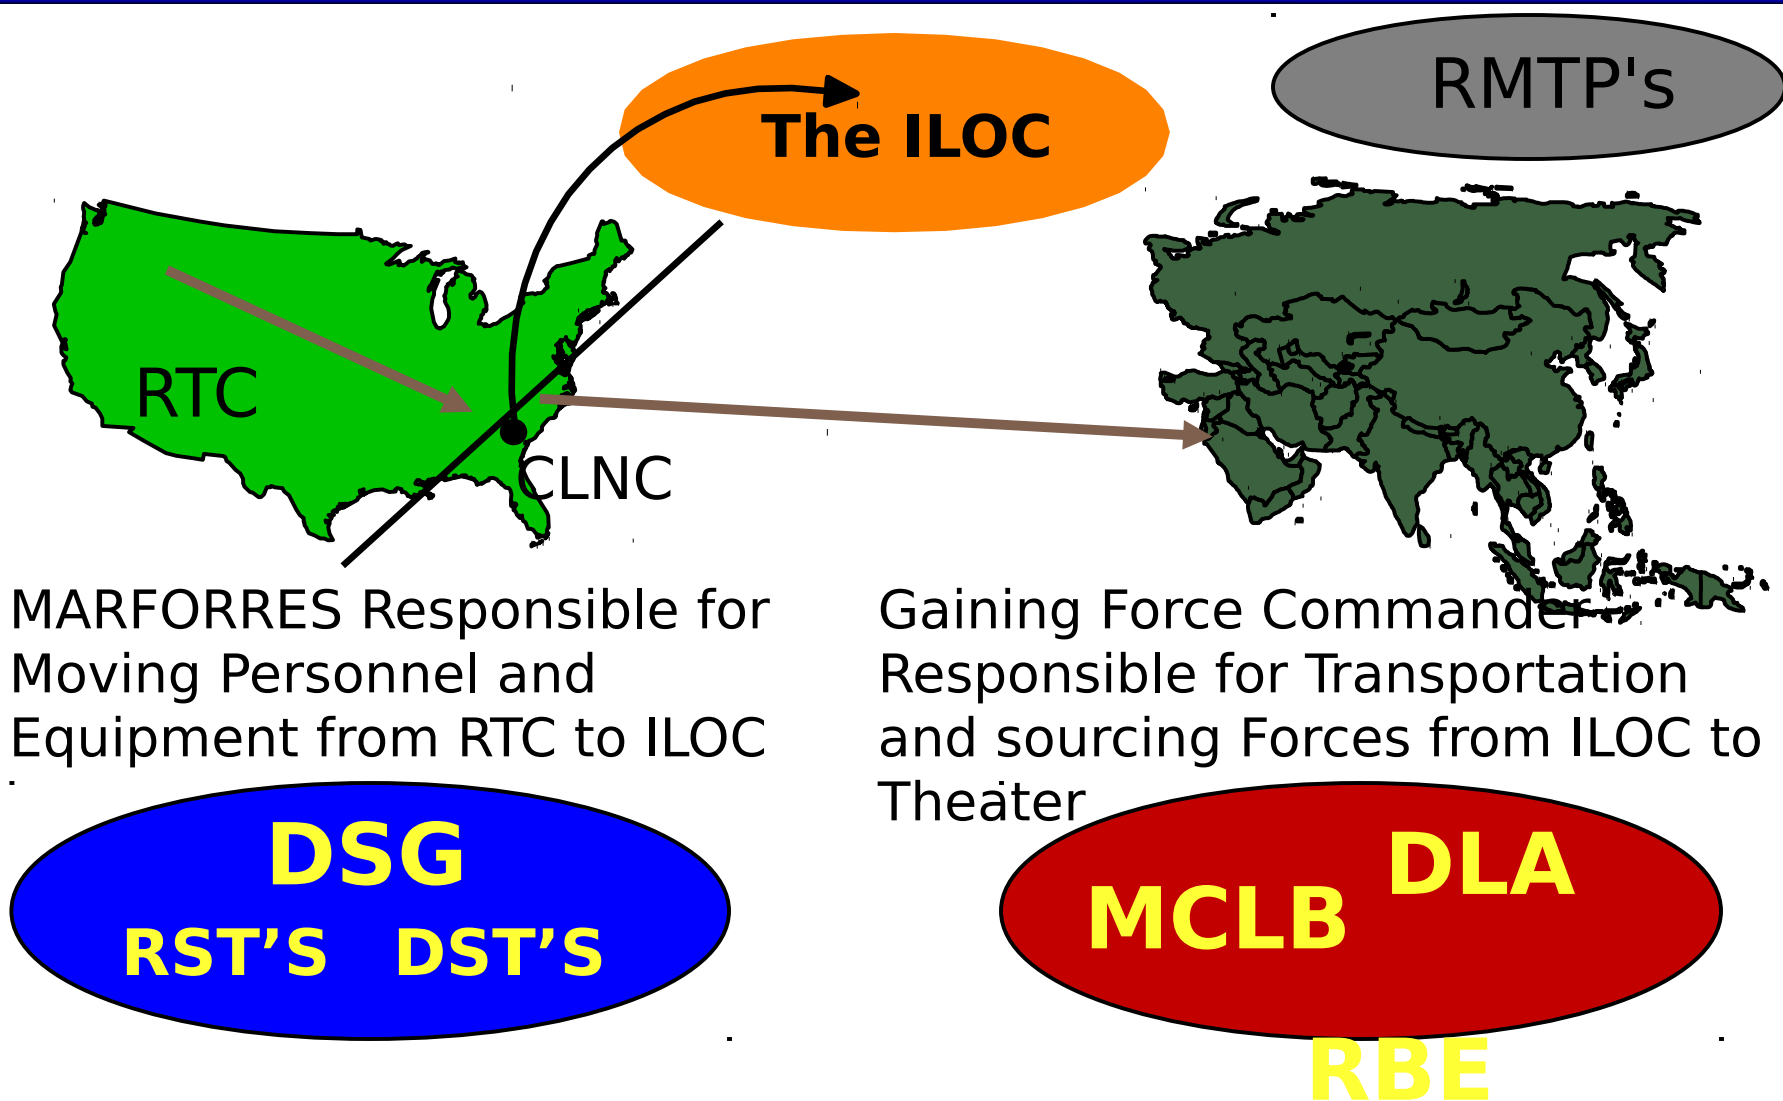 RMTP's
The ILOC
RTC
CLNC
MARFORRES Responsible for
Moving Personnel and
Equipment from RTC to ILOC
Gaining Force Commander
Responsible for Transportation
and sourcing Forces from ILOC to
Theater
DSG
RST’S DST’S
DLA
MCLB
RBE